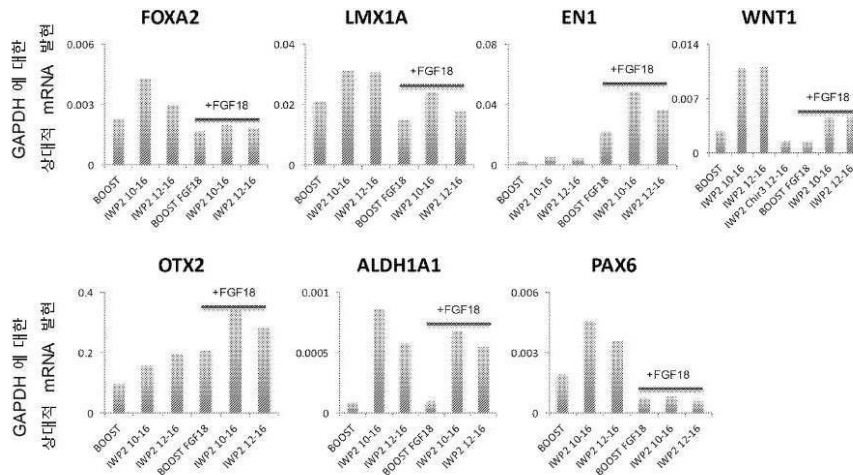 FOXA2
LMX1A
EN1
WNT1
GAPDH 에 대한
상대적 mRNA 발현
0.006
0.003
0
+FGF18
BOOST
IWP2 10-16
IWP2 12-16
BOOST FGF18
IWP2 10-16
IWP2 12-16
0.04
0.02
0
+FGF18
BOOST
IWP2 10-16
IWP2 12-16
BOOST FGF18
IWP2 10-16
IWP2 12-16
0.08
0.04
0
+FGF18
BOOST
IWP2 10-16
IWP2 12-16
BOOST FGF18
IWP2 10-16
IWP2 12-16
0.014
0.007
0
+FGF18
BOOST
IWP2 10-16
IWP2 12-16
IWP2 Chir3 12-16
BOOST FGF18
IWP2 10-16
IWP2 12-16
OTX2
ALDH1A1
PAX6
GAPDH 에 대한
상대적 mRNA 발현
0.4
0.2
0
+FGF18
BOOST
IWP2 10-16
IWP2 12-16
BOOST FGF18
IWP2 10-16
IWP2 12-16
0.001
0.0005
0
+FGF18
BOOST
IWP2 10-16
IWP2 12-16
BOOST FGF18
IWP2 10-16
IWP2 12-16
0.006
0.003
0
+FGF18
BOOST
IWP2 10-16
IWP2 12-16
BOOST FGF18
IWP2 10-16
IWP2 12-16